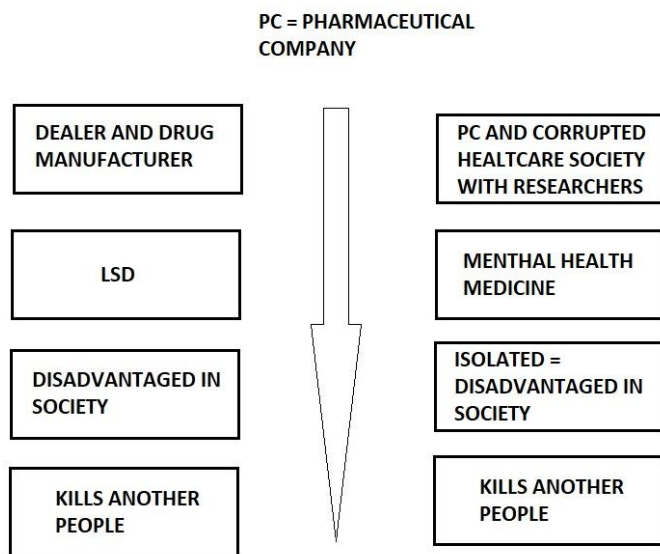 PC = PHARMACEUTICAL
COMPANY
DEALER AND DRUG
MANUFACTURER
PC AND CORRUPTED
HEALTCARE SOCIETY
WITH RESEARCHERS
LSD
MENTHAL HEALTH
MEDICINE
DISADVANTAGED IN
SOCIETY
ISOLATED =
DISADVANTAGED IN
SOCIETY
KILLS ANOTHER
PEOPLE
KILLS ANOTHER
PEOPLE